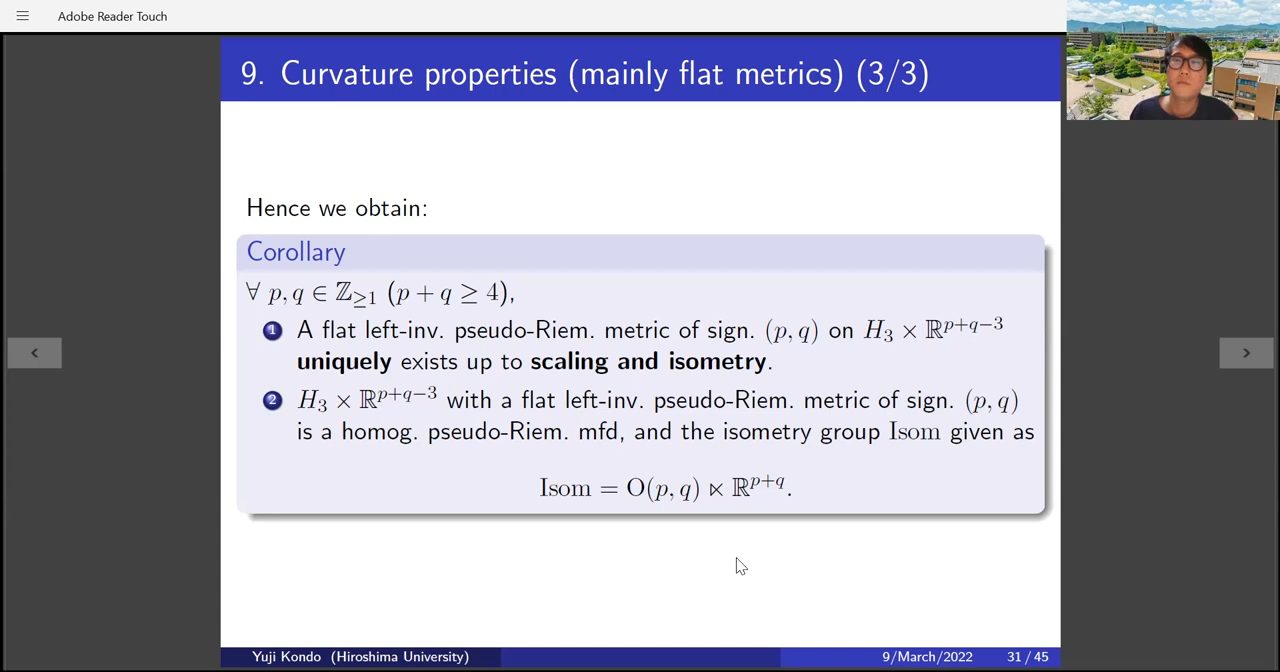 Adobe Reader Touch
9. Curvature properties (mainly flat metrics) (3/3)
Hence we obtain:
Corollary
∀ p, q ∈ ℤ≥1 (p + q ≥ 4),
1 A flat left-inv. pseudo-Riem. metric of sign. (p, q) on H₃ × ℝ^{p+q−3}
uniquely exists up to scaling and isometry.
2 H₃ × ℝ^{p+q−3} with a flat left-inv. pseudo-Riem. metric of sign. (p, q)
is a homog. pseudo-Riem. mfd, and the isometry group Isom given as
Isom = O(p, q) ⋉ ℝ^{p+q}.
Yuji Kondo (Hiroshima University)
9/March/2022
31 / 45